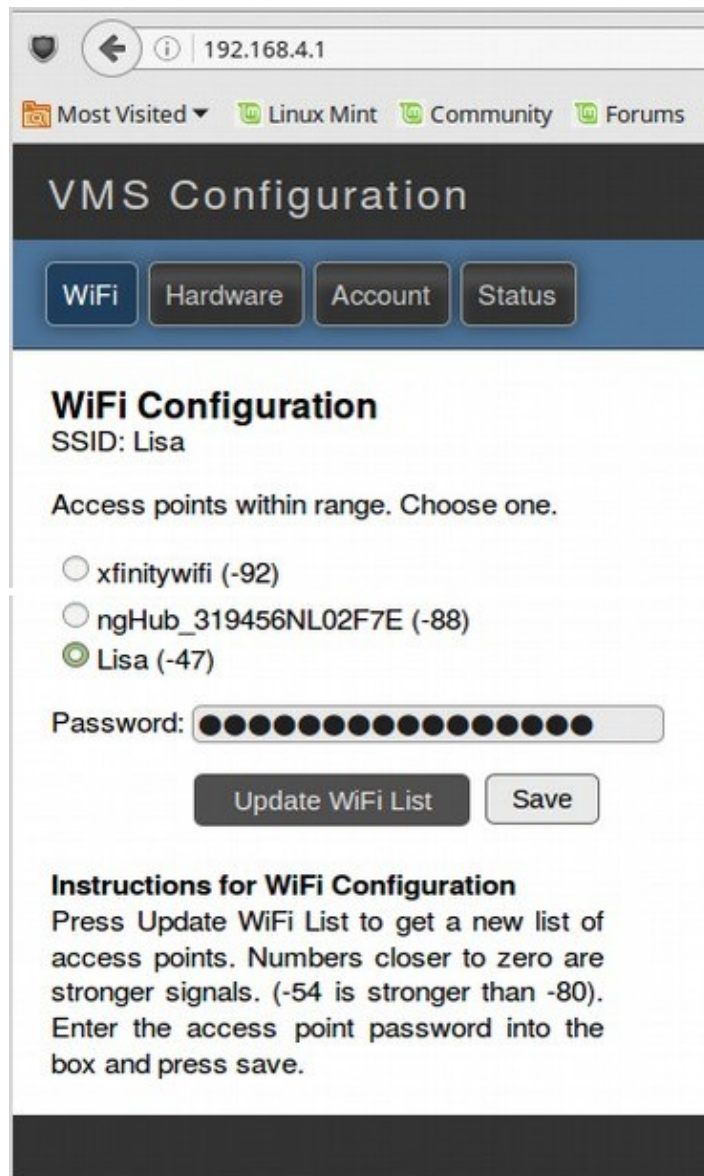 192.168.4.1
Most Visited Linux Mint Community Forums
VMS Configuration
WiFi Hardware Account Status
WiFi Configuration
SSID: Lisa
Access points within range. Choose one.
xfinitywifi (-92)
ngHub_319456NL02F7E (-88)
Lisa (-47)
Password: ●●●●●●●●●●●●●●●●
Update WiFi List Save
Instructions for WiFi Configuration
Press Update WiFi List to get a new list of
access points. Numbers closer to zero are
stronger signals. (-54 is stronger than -80).
Enter the access point password into the
box and press save.